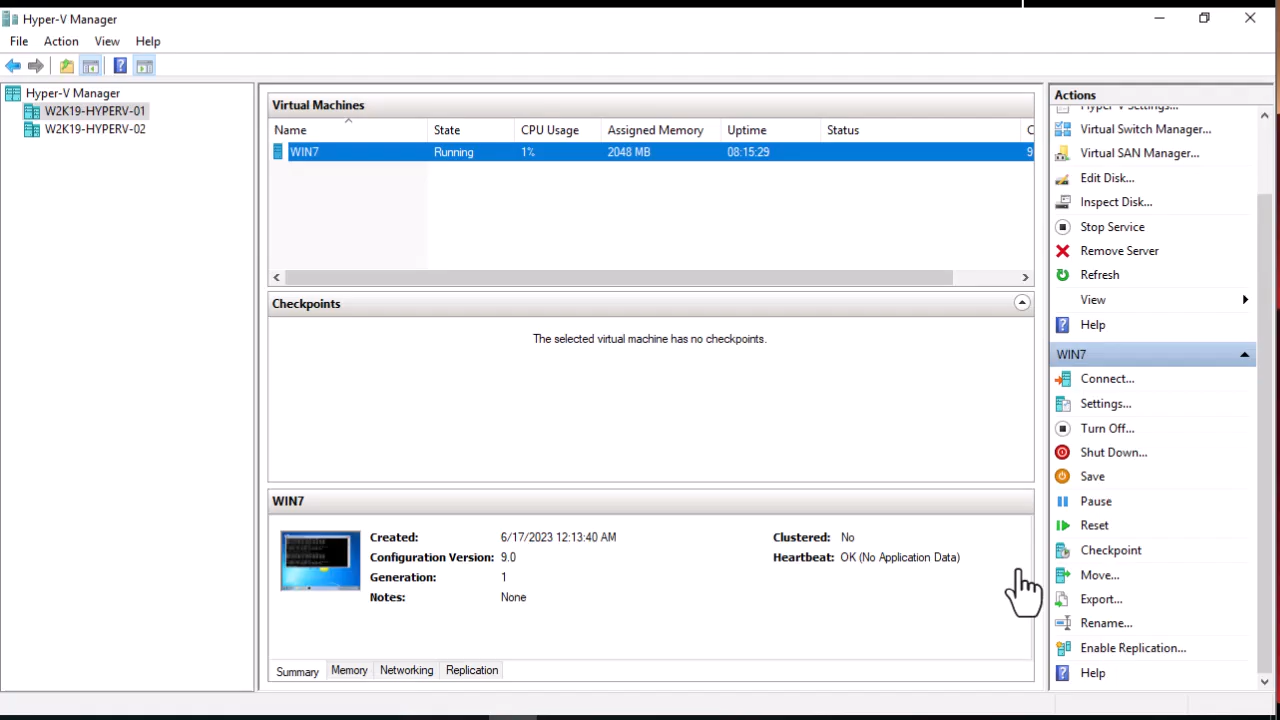 Hyper-V Manager
File Action View Help
Hyper-V Manager
W2K19-HYPERV-01
W2K19-HYPERV-02
Virtual Machines
Name State CPU Usage Assigned Memory Uptime Status C
WIN7 Running 1% 2048 MB 08:15:29 9
Checkpoints
The selected virtual machine has no checkpoints.
WIN7
Created: 6/17/2023 12:13:40 AM Clustered: No
Configuration Version: 9.0 Heartbeat: OK (No Application Data)
Generation: 1
Notes: None
Summary Memory Networking Replication
Actions
Hyper-V Settings...
Virtual Switch Manager...
Virtual SAN Manager...
Edit Disk...
Inspect Disk...
Stop Service
Remove Server
Refresh
View
Help
WIN7
Connect...
Settings...
Turn Off...
Shut Down...
Save
Pause
Reset
Checkpoint
Move...
Export...
Rename...
Enable Replication...
Help